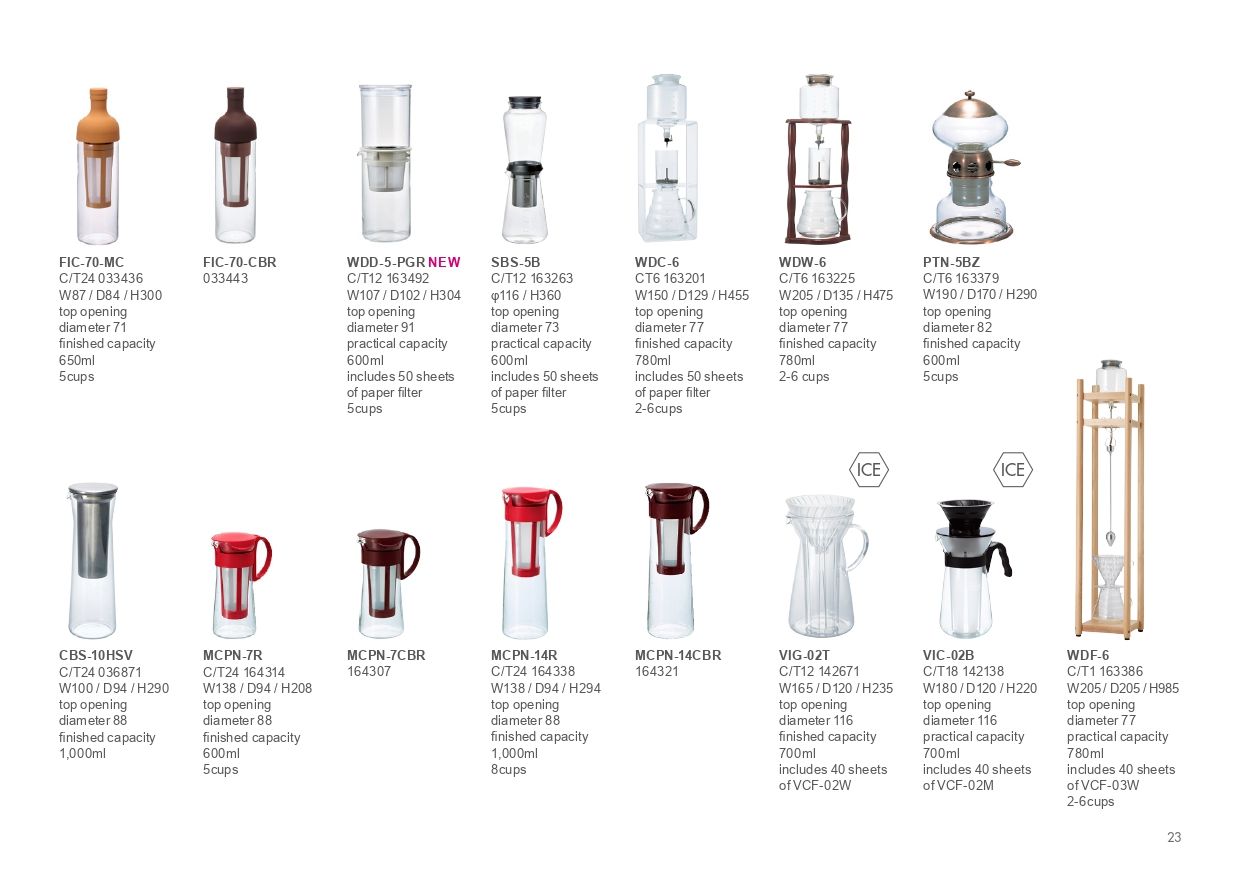 FIC-70-MC
C/T24 033436
W87 / D84 / H300
top opening
diameter 71
finished capacity
650ml
5cups
FIC-70-CBR
033443
WDD-5-PGR NEW
C/T12 163492
W107 / D102 / H304
top opening
diameter 91
practical capacity
600ml
includes 50 sheets
of paper filter
5cups
SBS-5B
C/T12 163263
φ116 / H360
top opening
diameter 73
practical capacity
600ml
includes 50 sheets
of paper filter
5cups
WDC-6
CT6 163201
W150 / D129 / H455
top opening
diameter 77
finished capacity
780ml
includes 50 sheets
of paper filter
2-6cups
WDW-6
C/T6 163225
W205 / D135 / H475
top opening
diameter 77
finished capacity
780ml
2-6 cups
PTN-5BZ
C/T6 163379
W190 / D170 / H290
top opening
diameter 82
finished capacity
600ml
5cups
CBS-10HSV
C/T24 036871
W100 / D94 / H290
top opening
diameter 88
finished capacity
1,000ml
MCPN-7R
C/T24 164314
W138 / D94 / H208
top opening
diameter 88
finished capacity
600ml
5cups
MCPN-7CBR
164307
MCPN-14R
C/T24 164338
W138 / D94 / H294
top opening
diameter 88
finished capacity
1,000ml
8cups
MCPN-14CBR
164321
ICE
VIG-02T
C/T12 142671
W165 / D120 / H235
top opening
diameter 116
finished capacity
700ml
includes 40 sheets
of VCF-02W
ICE
VIC-02B
C/T18 142138
W180 / D120 / H220
top opening
diameter 116
practical capacity
700ml
includes 40 sheets
of VCF-02M
WDF-6
C/T1 163386
W205 / D205 / H985
top opening
diameter 77
practical capacity
780ml
includes 40 sheets
of VCF-03W
2-6cups
23